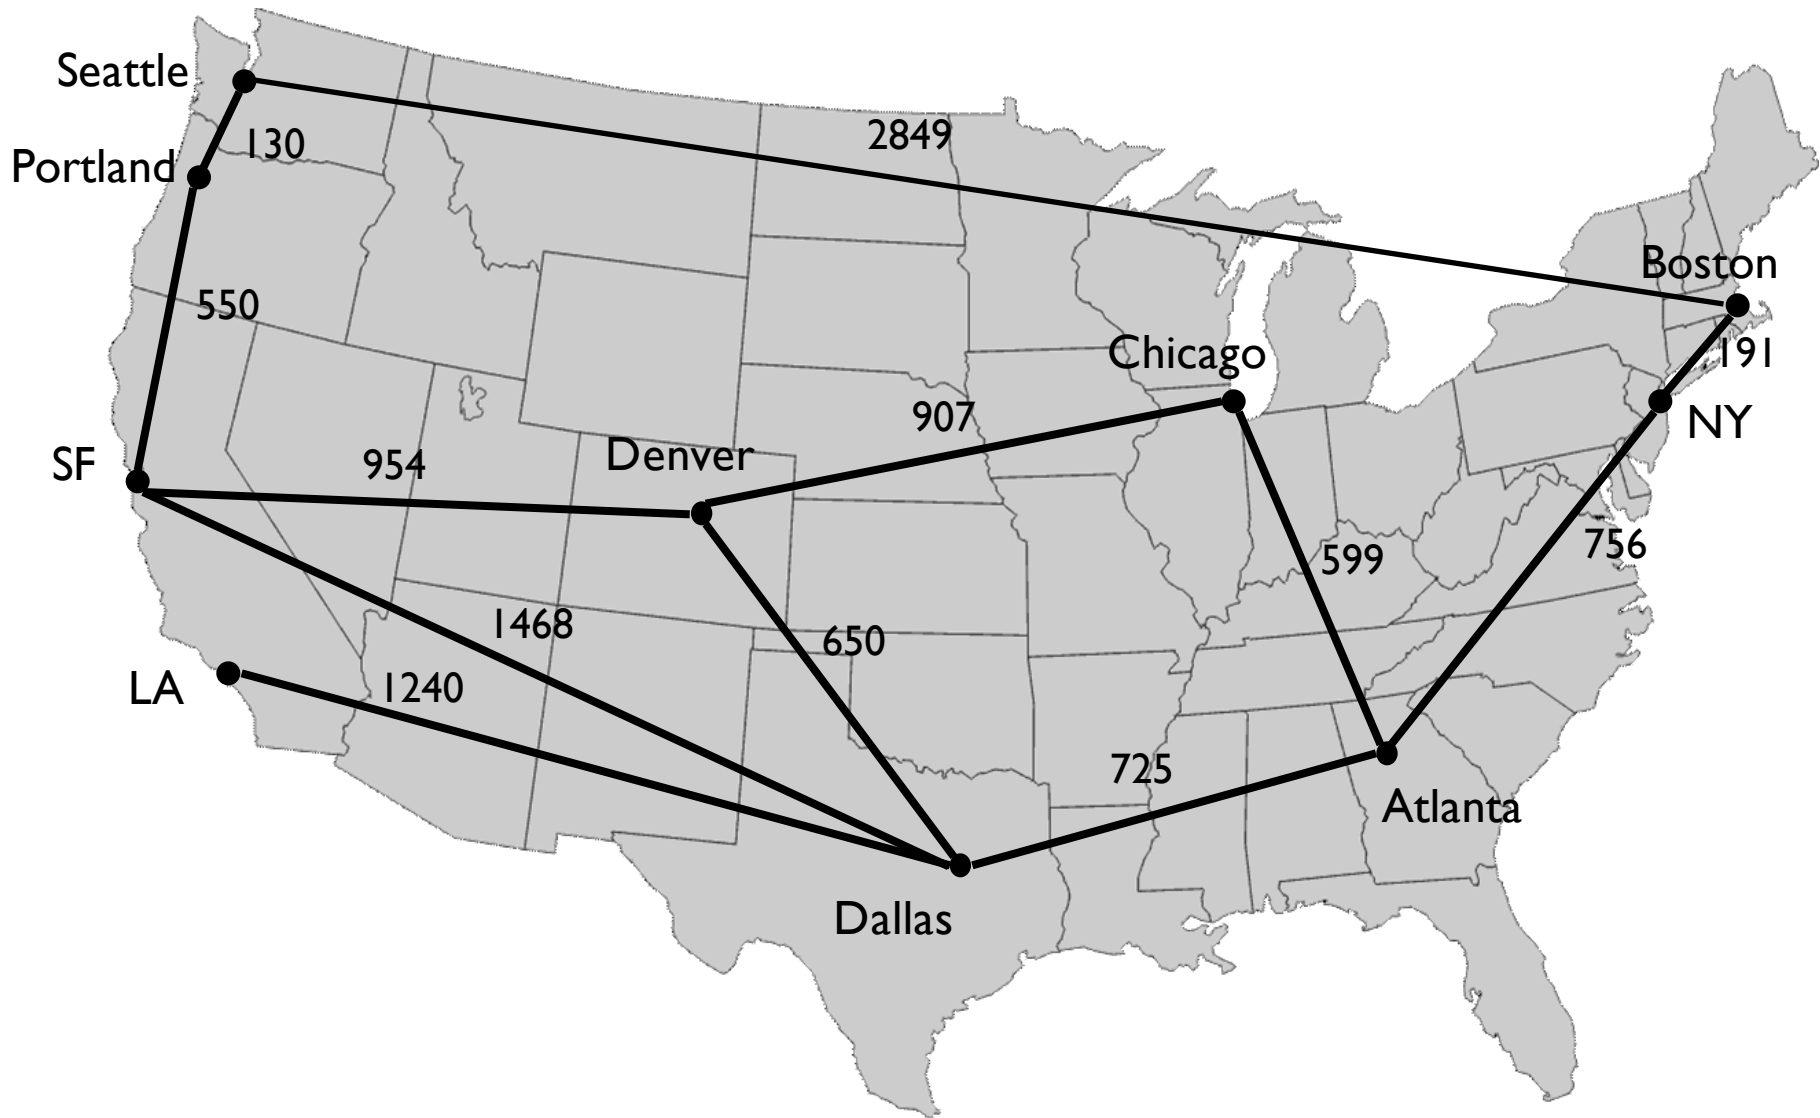 Seattle
130
2849
Portland
Boston
550
Chicago
191
907
NY
SF
954
Denver
756
599
1468
650
LA
1240
725
Atlanta
Dallas